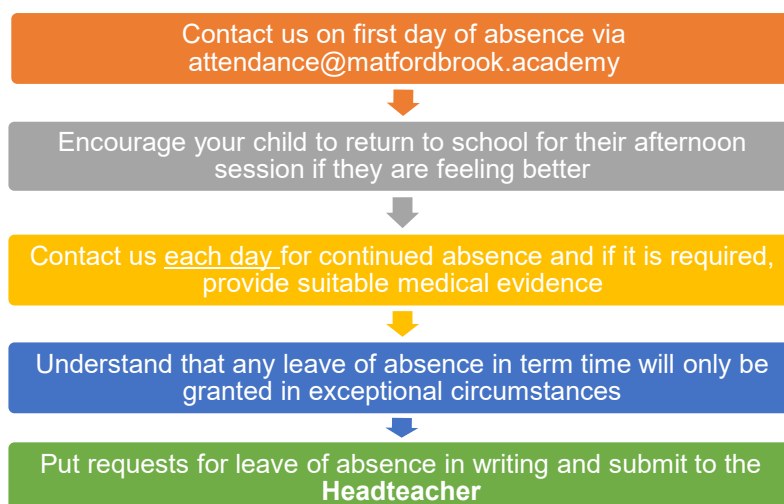 Contact us on first day of absence via
attendance@matfordbrook.academy
Encourage your child to return to school for their afternoon
session if they are feeling better
Contact us each day for continued absence and if it is required,
provide suitable medical evidence
Understand that any leave of absence in term time will only be
granted in exceptional circumstances
Put requests for leave of absence in writing and submit to the
Headteacher